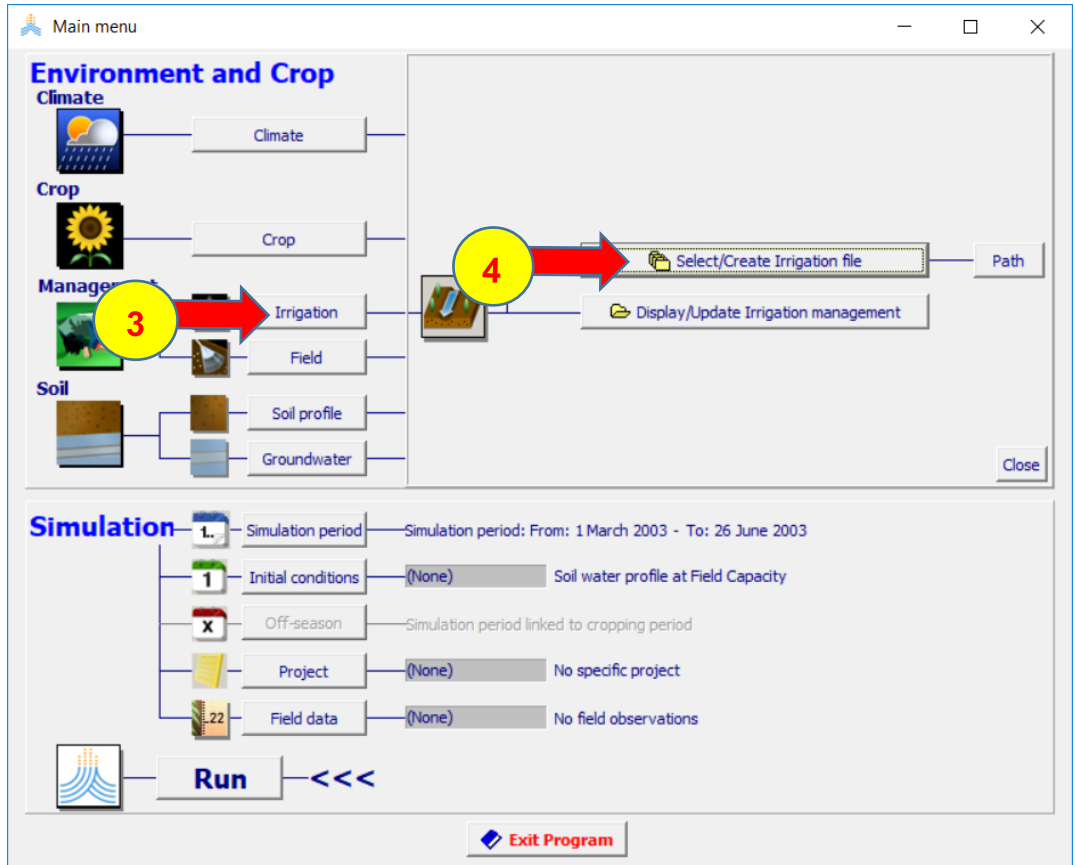 Main menu
Environment and Crop
Climate
Climate
Crop
Crop
4
Select/Create Irrigation file
Path
3
Irrigation
Display/Update Irrigation management
Field
Soil
Soil profile
Groundwater
Close
Simulation
1..
Simulation period
Simulation period: From: 1 March 2003 - To: 26 June 2003
1
Initial conditions
(None)
Soil water profile at Field Capacity
X
Off-season
Simulation period linked to cropping period
Project
(None)
No specific project
..22
Field data
(None)
No field observations
Run
<<<
Exit Program